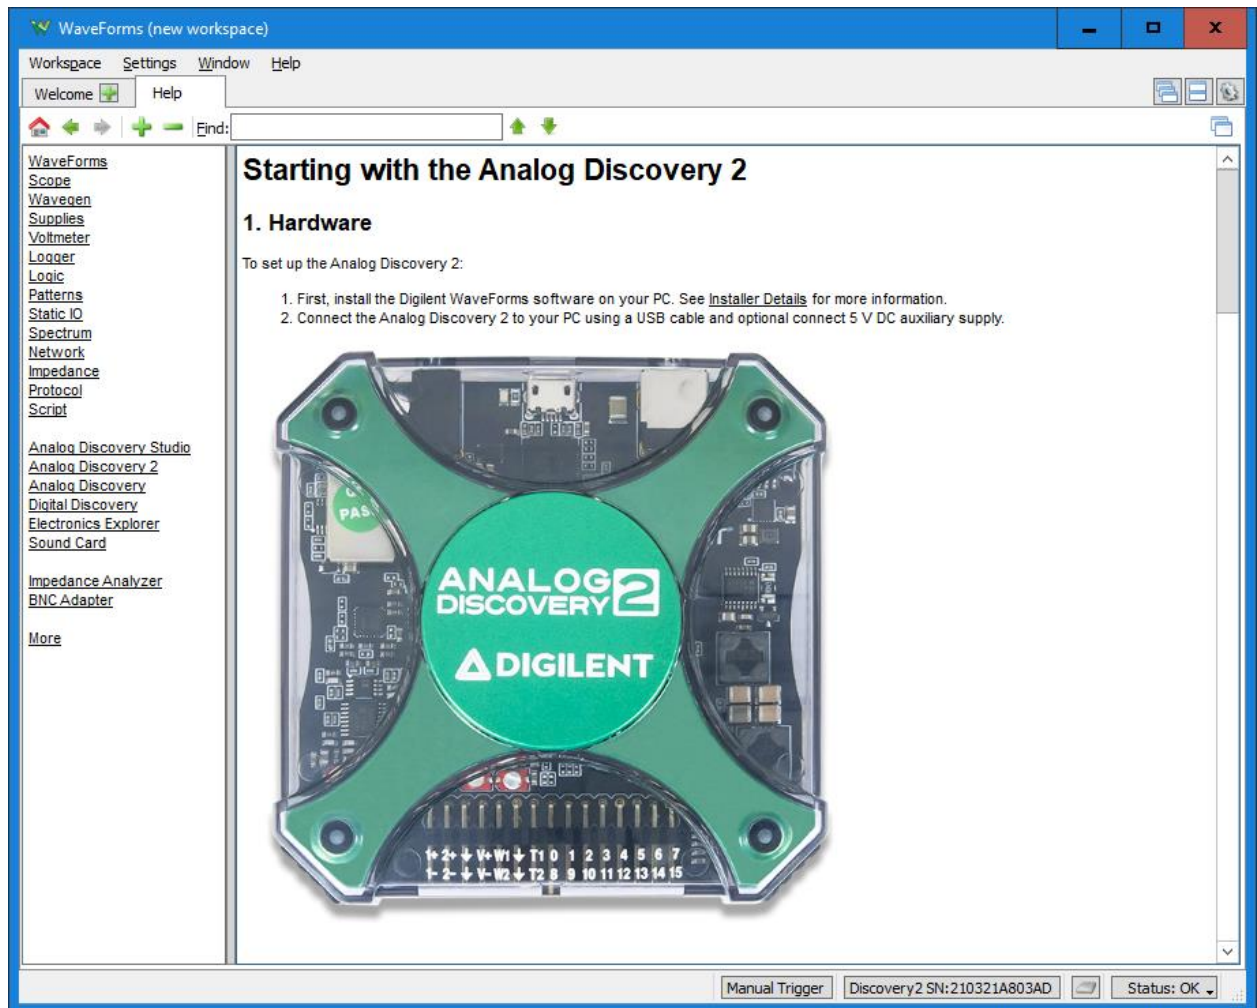 WaveForms (new workspace)
Workspace Settings Window Help
Welcome Help
Find:
WaveForms
Scope
Wavegen
Supplies
Voltmeter
Logger
Logic
Patterns
Static IO
Spectrum
Network
Impedance
Protocol
Script
Analog Discovery Studio
Analog Discovery 2
Analog Discovery
Digital Discovery
Electronics Explorer
Sound Card
Impedance Analyzer
BNC Adapter
More
Starting with the Analog Discovery 2
1. Hardware
To set up the Analog Discovery 2:
1. First, install the Digilent WaveForms software on your PC. See Installer Details for more information.
2. Connect the Analog Discovery 2 to your PC using a USB cable and optional connect 5 V DC auxiliary supply.
ANALOG 2
DISCOVERY
DIGILENT
1+ 2+ ↓ V+ W1 ↓ T1 0 1 2 3 4 5 6 7
1- 2- ↓ V- W2 ↓ T2 8 9 10 11 12 13 14 15
Manual Trigger Discovery2 SN:210321A803AD Status: OK